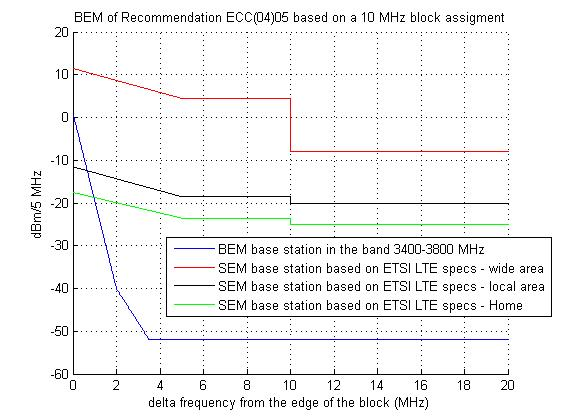 BEM of Recommendation ECC(04)05 based on a 10 MHz block assigment
20
10
0
-10
-20
-30
-40
-50
-60
dBm/5 MHz
BEM base station in the band 3400-3800 MHz
SEM base station based on ETSI LTE specs - wide area
SEM base station based on ETSI LTE specs - local area
SEM base station based on ETSI LTE specs - Home
0 2 4 6 8 10 12 14 16 18 20
delta frequency from the edge of the block (MHz)